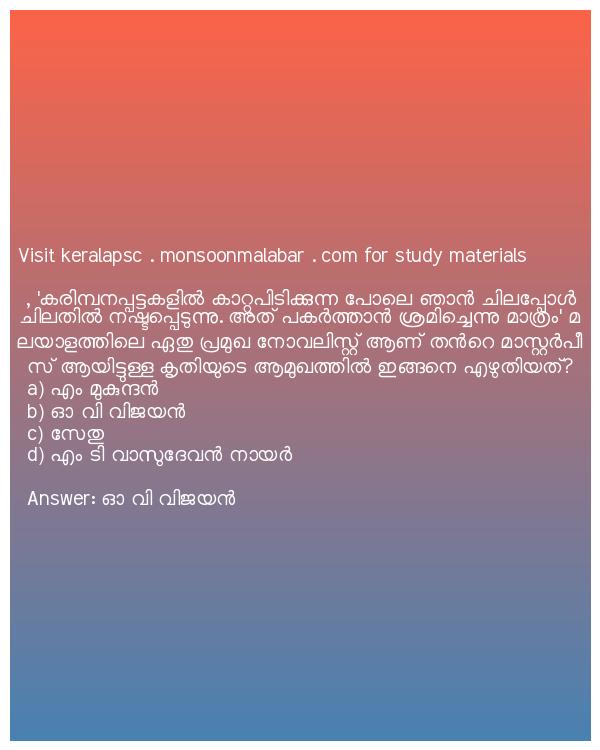 Visit keralapsc . monsoonmalabar . com for study materials
, 'കരിമ്പനപ്പട്ടകളിൽ കാറ്റുപിടിക്കുന്ന പോലെ ഞാൻ ചിലപ്പോൾ
ചിലതിൽ നഷ്ടപ്പെടുന്നു. അത് പകർത്താൻ ശ്രമിച്ചെന്നു മാത്രം' മ
ലയാളത്തിലെ ഏതു പ്രമുഖ നോവലിസ്റ്റ് ആണ് തൻറെ മാസ്റ്റർപീ
സ് ആയിട്ടുള്ള കൃതിയുടെ ആമുഖത്തിൽ ഇങ്ങനെ എഴുതിയത്?
a) എം മുകുന്ദൻ
b) ഓ വി വിജയൻ
c) സേതു
d) എം ടി വാസുദേവൻ നായർ
Answer: ഓ വി വിജയൻ